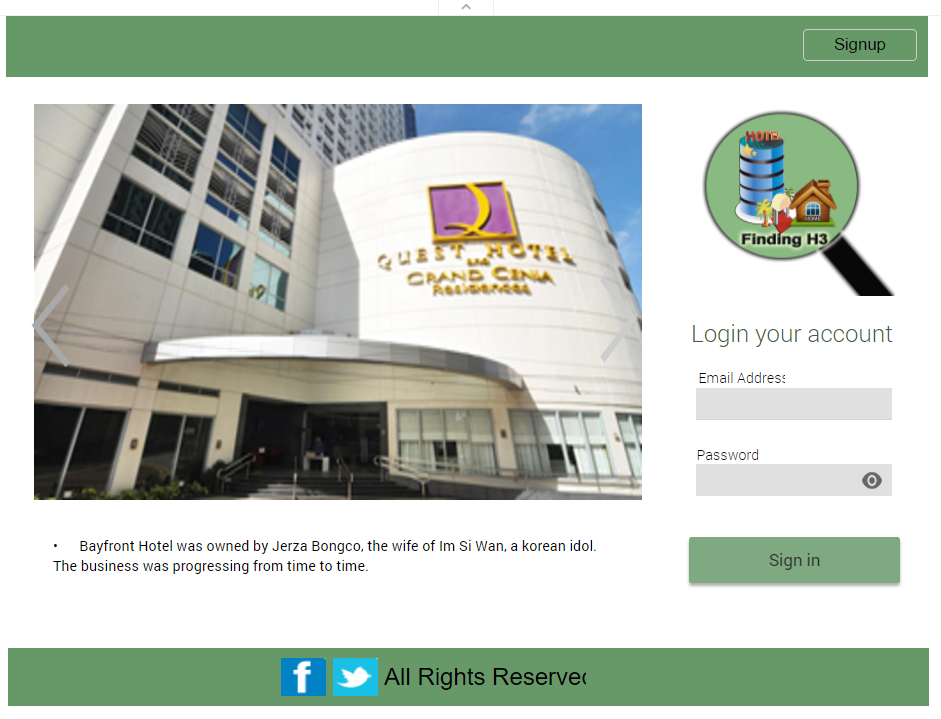 Signup
QUEST HOTEL
AND
GRAND CENIA
Residences
HOTEL
HOME
Finding H3
Login your account
Email Address
Password
Sign in
• Bayfront Hotel was owned by Jerza Bongco, the wife of Im Si Wan, a korean idol.
The business was progressing from time to time.
All Rights Reserved